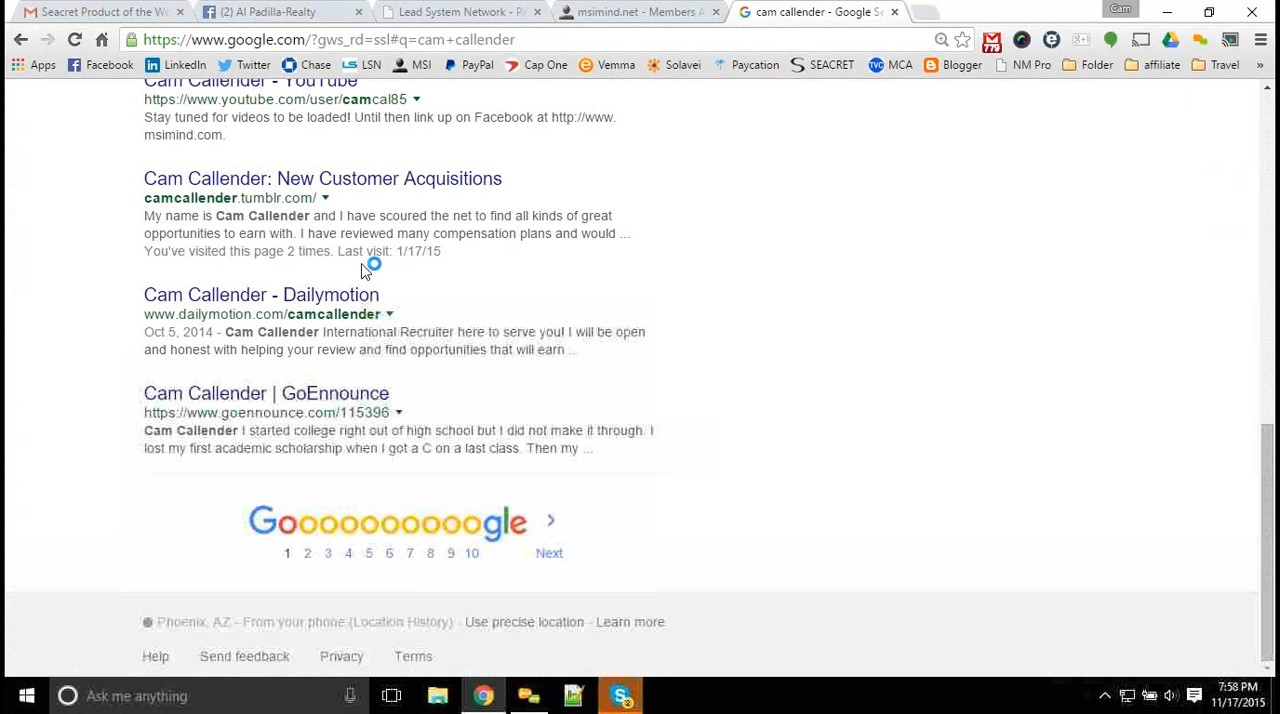 Seacret Product of the W
(2) Al Padilla-Realty
Lead System Network - P
msimind.net - Members A
cam callender - Google Se
Cam
https://www.google.com/?gws_rd=ssl#q=cam+callender
775
Apps Facebook LinkedIn Twitter Chase LSN MSI PayPal Cap One Vemma Solavei Paycation SEACRET MCA Blogger NM Pro Folder affiliate Travel »
Cam Callender - YouTube
https://www.youtube.com/user/camcal85
Stay tuned for videos to be loaded! Until then link up on Facebook at http://www.
msimind.com.
Cam Callender: New Customer Acquisitions
camcallender.tumblr.com/
My name is Cam Callender and I have scoured the net to find all kinds of great
opportunities to earn with. I have reviewed many compensation plans and would ...
You've visited this page 2 times. Last visit: 1/17/15
Cam Callender - Dailymotion
www.dailymotion.com/camcallender
Oct 5, 2014 - Cam Callender International Recruiter here to serve you! I will be open
and honest with helping your review and find opportunities that will earn ...
Cam Callender | GoEnnounce
https://www.goennounce.com/115396
Cam Callender I started college right out of high school but I did not make it through. I
lost my first academic scholarship when I got a C on a last class. Then my ...
Goooooooooogle
1 2 3 4 5 6 7 8 9 10 Next
Phoenix, AZ - From your phone (Location History) - Use precise location - Learn more
Help Send feedback Privacy Terms
Ask me anything
2
7:58 PM
11/17/2015